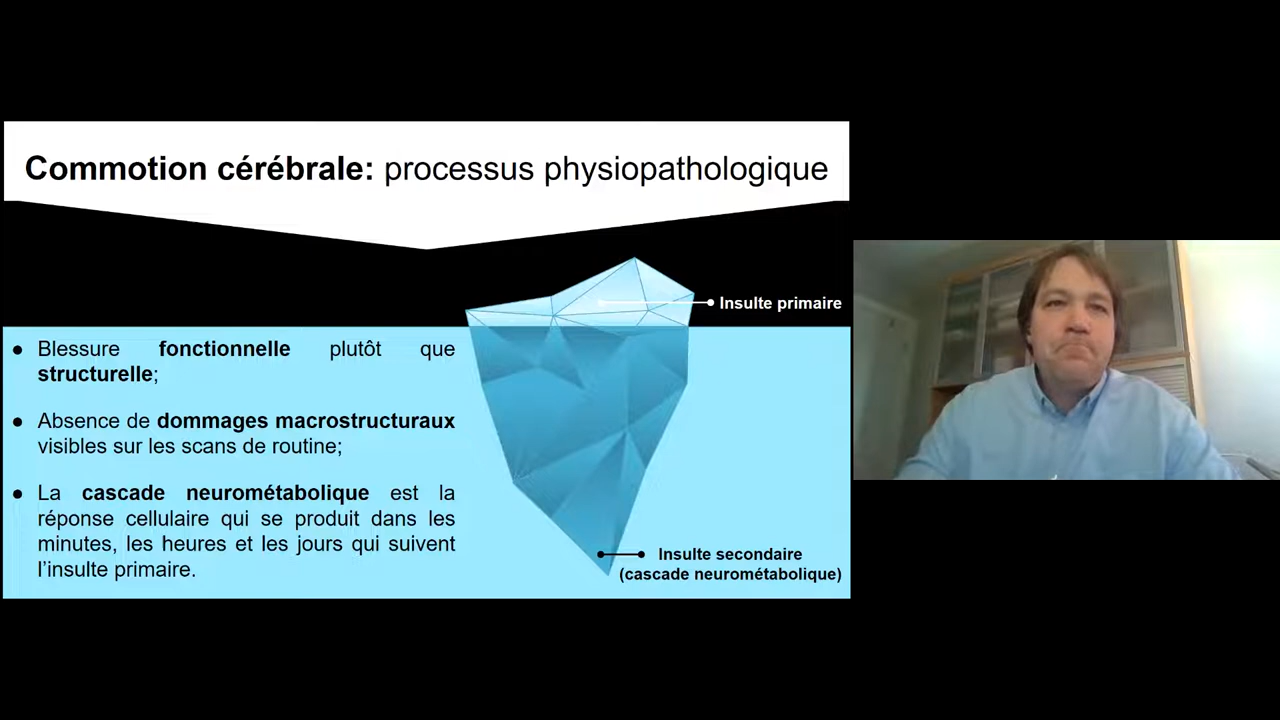 Commotion cérébrale: processus physiopathologique
Insulte primaire
● Blessure fonctionnelle plutôt que
structurelle;
● Absence de dommages macrostructuraux
visibles sur les scans de routine;
● La cascade neurométabolique est la
réponse cellulaire qui se produit dans les
minutes, les heures et les jours qui suivent
l’insulte primaire.
Insulte secondaire
(cascade neurométabolique)